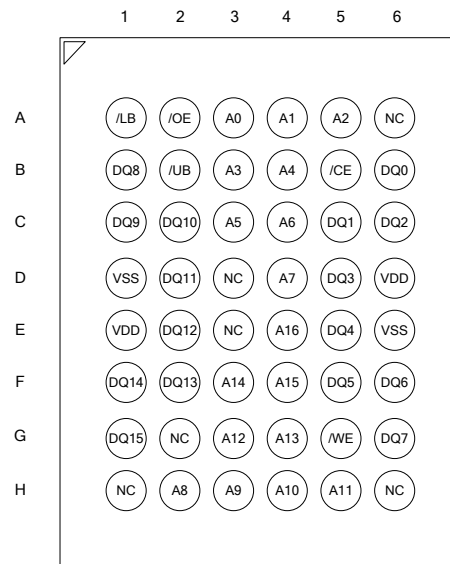 1 2 3 4 5 6
A /LB /OE A0 A1 A2 NC
B DQ8 /UB A3 A4 /CE DQ0
C DQ9 DQ10 A5 A6 DQ1 DQ2
D VSS DQ11 NC A7 DQ3 VDD
E VDD DQ12 NC A16 DQ4 VSS
F DQ14 DQ13 A14 A15 DQ5 DQ6
G DQ15 NC A12 A13 /WE DQ7
H NC A8 A9 A10 A11 NC